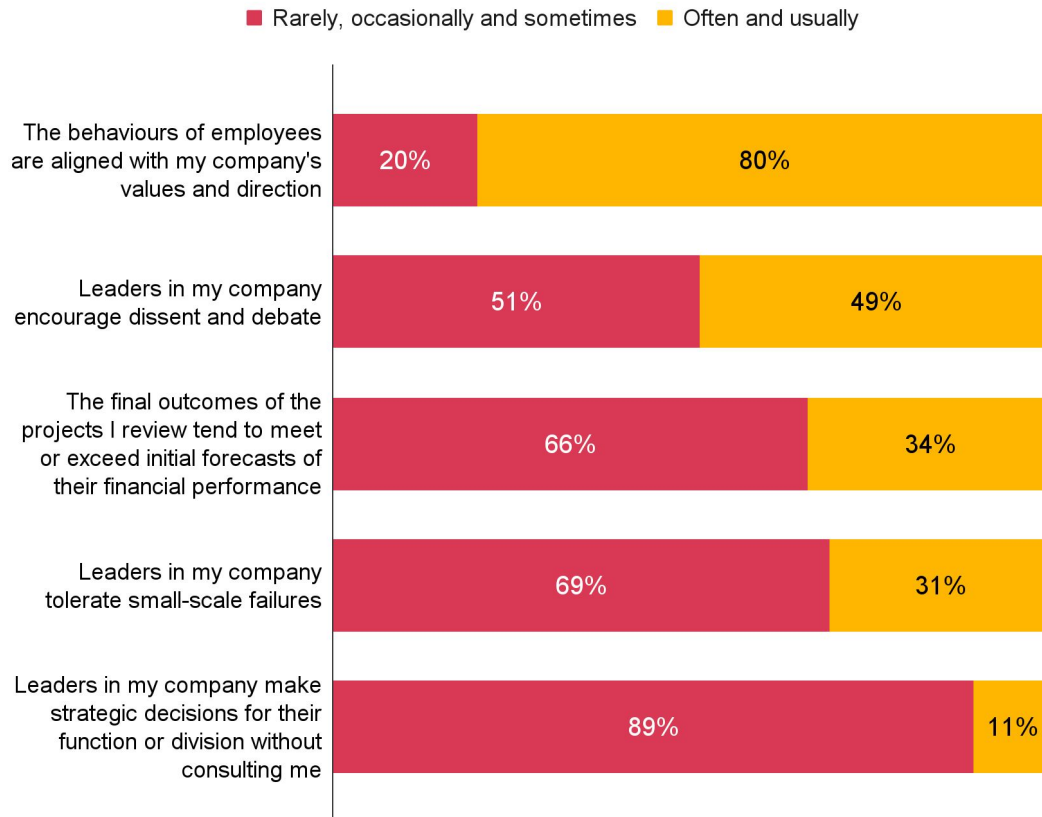 Rarely, occasionally and sometimes Often and usually
The behaviours of employees
are aligned with my company's
values and direction
20% 80%
Leaders in my company
encourage dissent and debate
51% 49%
The final outcomes of the
projects I review tend to meet
or exceed initial forecasts of
their financial performance
66% 34%
Leaders in my company
tolerate small-scale failures
69% 31%
Leaders in my company make
strategic decisions for their
function or division without
consulting me
89% 11%